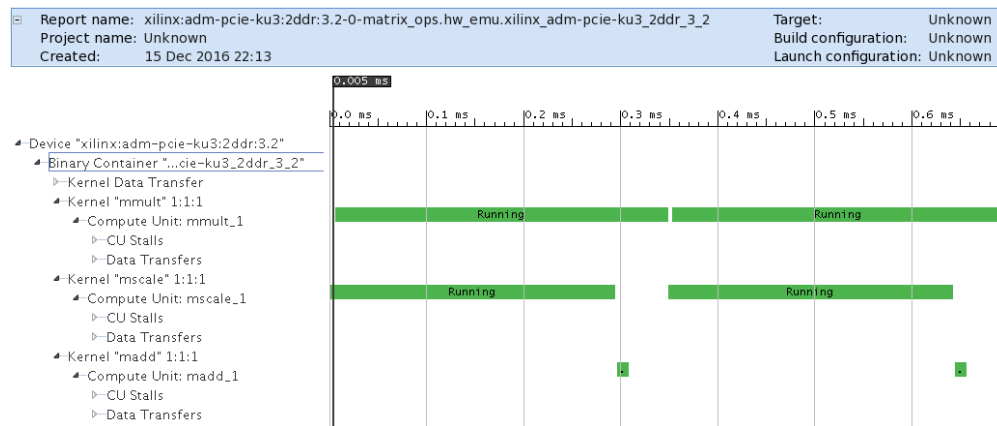 Report name: xilinx:adm-pcie-ku3:2ddr:3.2-0-matrix_ops.hw_emu.xilinx_adm-pcie-ku3_2ddr_3_2 Target: Unknown
Project name: Unknown Build configuration: Unknown
Created: 15 Dec 2016 22:13 Launch configuration: Unknown
0.005 ms
0.0 ms 0.1 ms 0.2 ms 0.3 ms 0.4 ms 0.5 ms 0.6 ms
Device "xilinx:adm-pcie-ku3:2ddr:3.2"
Binary Container "...cie-ku3_2ddr_3_2"
Kernel Data Transfer
Kernel "mmult" 1:1:1
Compute Unit: mmult_1 Running Running
CU Stalls
Data Transfers
Kernel "mscale" 1:1:1
Compute Unit: mscale_1 Running Running
CU Stalls
Data Transfers
Kernel "madd" 1:1:1
Compute Unit: madd_1 . .
CU Stalls
Data Transfers